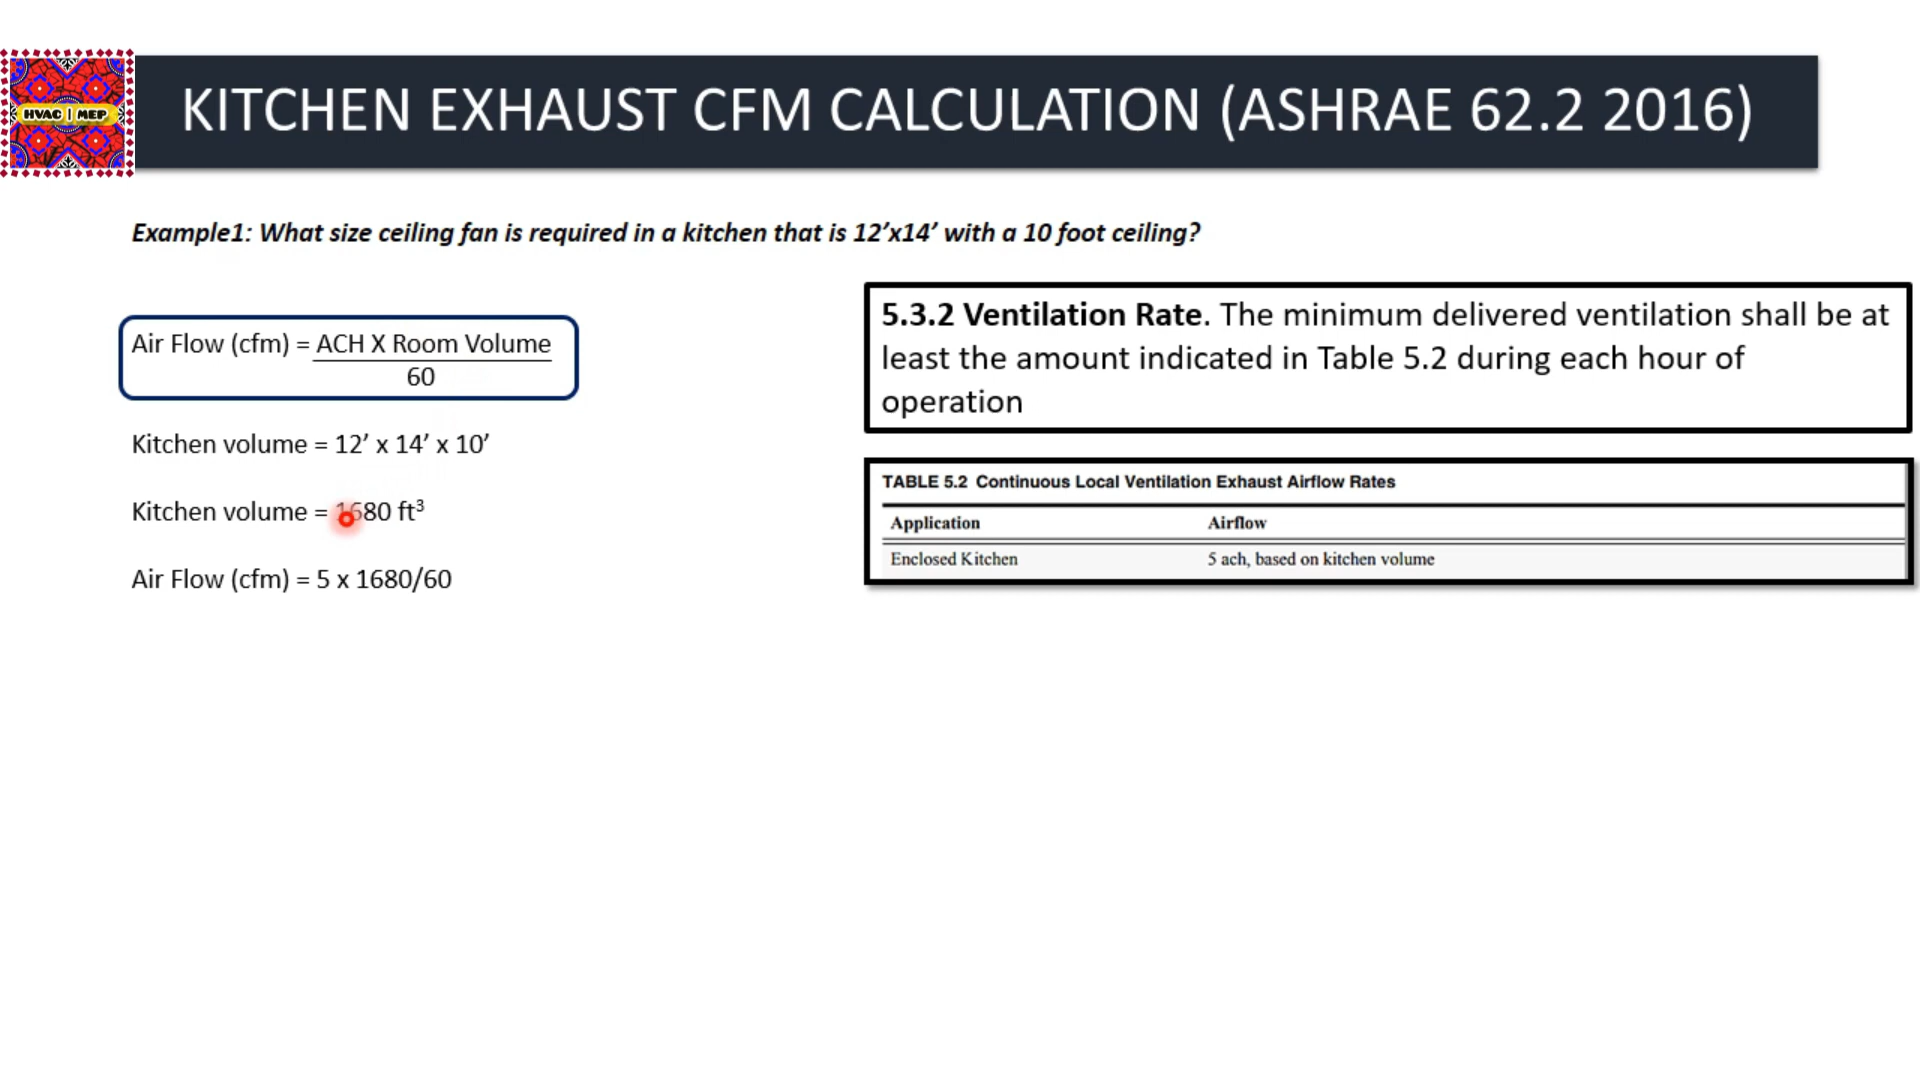 HVAC | MEP
KITCHEN EXHAUST CFM CALCULATION (ASHRAE 62.2 2016)
Example1: What size ceiling fan is required in a kitchen that is 12’x14’ with a 10 foot ceiling?
Air Flow (cfm) = ACH X Room Volume
60
Kitchen volume = 12’ x 14’ x 10’
Kitchen volume = 1680 ft³
Air Flow (cfm) = 5 x 1680/60
5.3.2 Ventilation Rate. The minimum delivered ventilation shall be at
least the amount indicated in Table 5.2 during each hour of
operation
TABLE 5.2 Continuous Local Ventilation Exhaust Airflow Rates
Application Airflow
Enclosed Kitchen 5 ach, based on kitchen volume